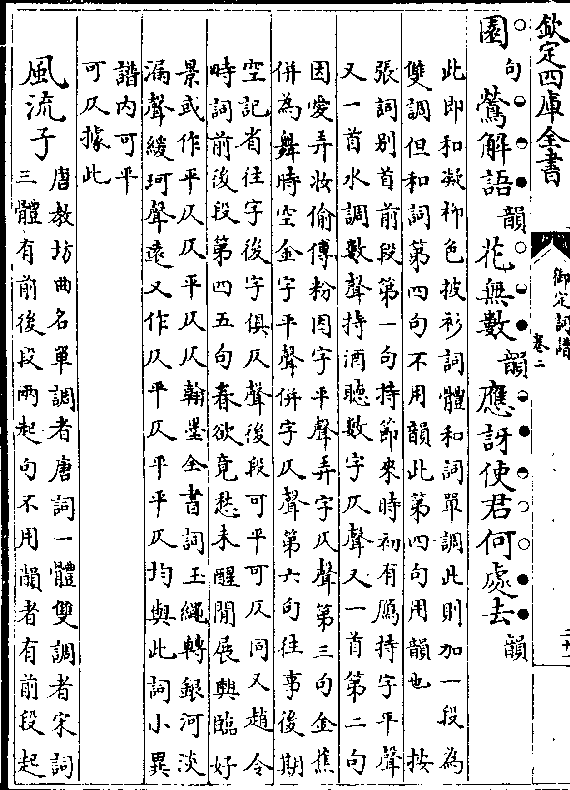 欽定四庫全書
御定詞譜
卷二
園句鶯解語韻花無數韻應訝使君何處去韻
此即和凝柳色披衫詞體和詞單調此則加一段為
雙調但和詞第四句不用韻此第四句用韻也 按
張詞别首前段第一句持節來時初有鴈持字平聲
又一首水調數聲持酒聽數字仄聲又一首第二句
因愛弄妝偷傅粉因字平聲弄字仄聲第三句金蕉
併為舞時空金字平聲併字仄聲第六句往事後期
空記省往字後字俱仄聲後段可平可仄同又趙令
時詞前後段第四五句春欲竟愁未醒閒展興臨好
景或作平仄仄平仄仄翰墨全書詞玉繩轉銀河淡
漏聲緩珂聲遠又作仄平仄平平仄均與此詞小異
譜内可平
可仄據此
風流子
唐教坊曲名單調者唐詞一體雙調者宋詞
三體有前後段兩起句不用韻者有前段起